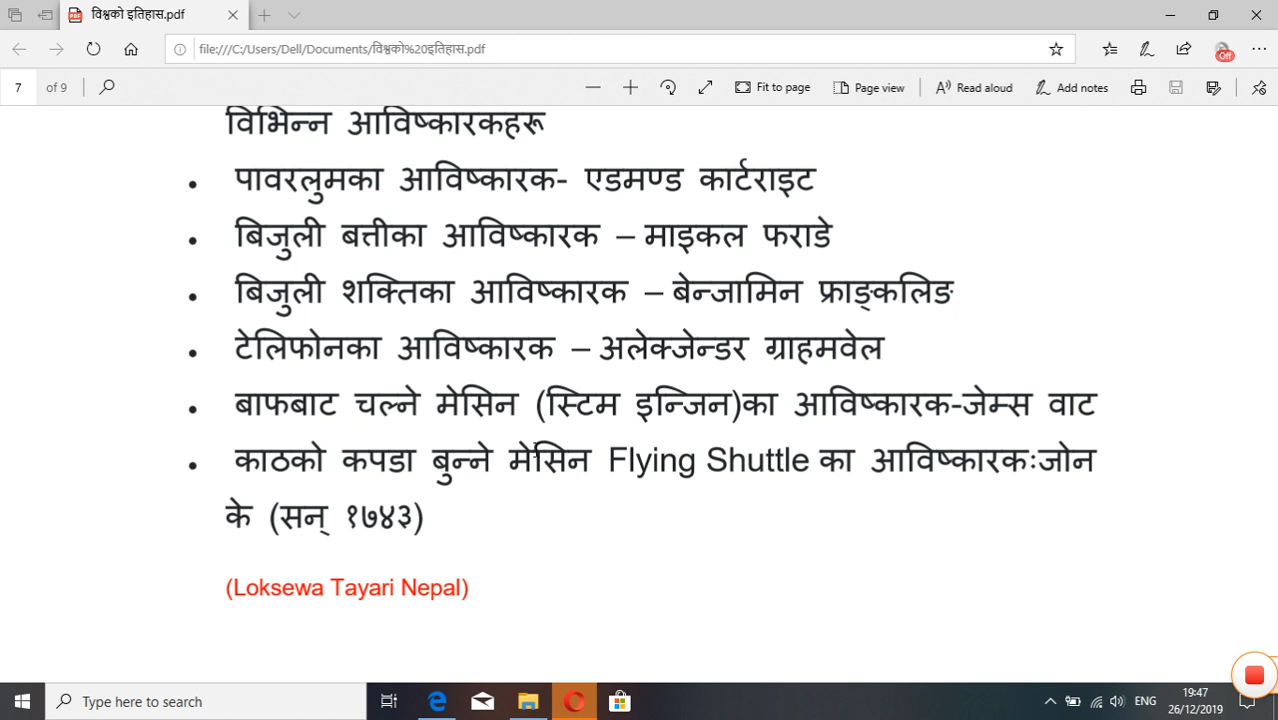 विश्वको इतिहास.pdf
file:///C:/Users/Dell/Documents/विश्वको%20इतिहास.pdf
7 of 9 Fit to page Page view Read aloud Add notes
विभिन्न आविष्कारकहरू
• पावरलुमका आविष्कारक- एडमण्ड कार्टराइट
• बिजुली बत्तीका आविष्कारक – माइकल फराडे
• बिजुली शक्तिका आविष्कारक – बेन्जामिन फ्राङ्कलिङ
• टेलिफोनका आविष्कारक – अलेक्जेन्डर ग्राहमवेल
• बाफबाट चल्ने मेसिन (स्टिम इन्जिन)का आविष्कारक-जेम्स वाट
• काठको कपडा बुन्ने मेसिन Flying Shuttle का आविष्कारकःजोन
के (सन् १७४३)
(Loksewa Tayari Nepal)
Off
Type here to search
ENG
19:47
26/12/2019